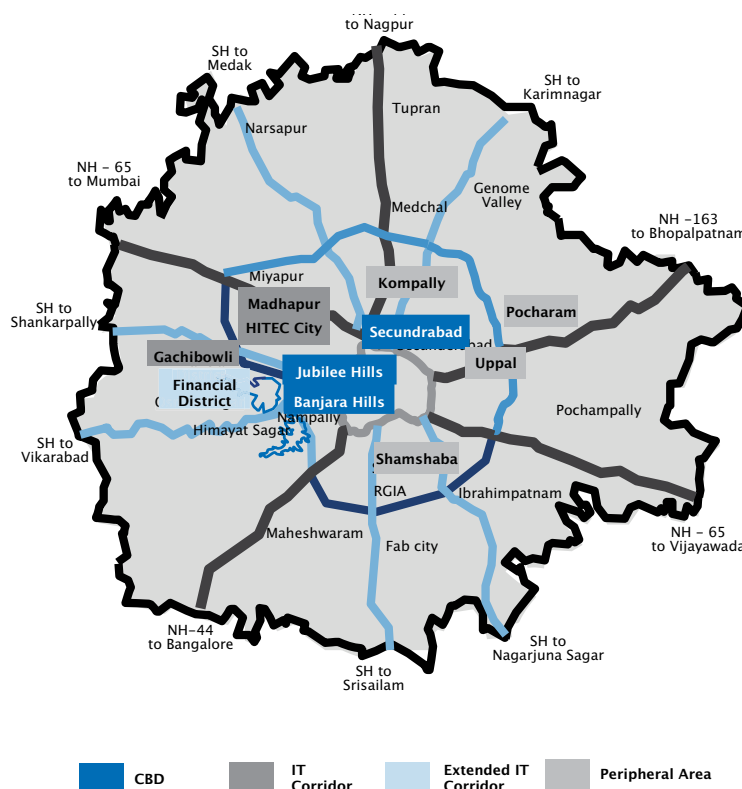 to Nagpur
SH to
Medak
SH to
Karimnagar
Tupran
Narsapur
NH – 65
to Mumbai
Genome
Valley
Medchal
NH –163
to Bhopalpatnam
Miyapur
Kompally
Madhapur
HITEC City
SH to
Shankarpally
Pocharam
Secundrabad
Gachibowli
Uppal
Jubilee Hills
Financial
District
Banjara Hills
Nampally
Himayat Sagar
Pochampally
SH to
Vikarabad
Shamshaba
RGIA
Ibrahimpatnam
Maheshwaram
Fab city
NH – 65
to Vijayawada
NH-44
to Bangalore
SH to
Nagarjuna Sagar
SH to
Srisailam
CBD
IT
Corridor
Extended IT
Corridor
Peripheral Area